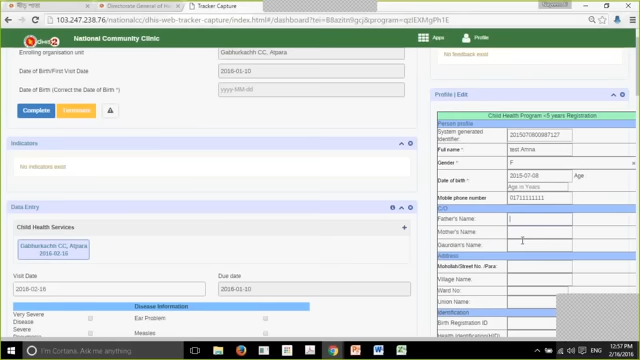 Directorate General of H
Tracker Capture
103.247.238.76/nationalcc/dhis-web-tracker-capture/index.html#/dashboard?tei=
dhis2
National Community Clinic
Apps
Profile
Enrolling organisation unit
Gabhurkachh CC, Atpara
Date of Birth/First Visit Date
2016-01-10
Date of Birth (Correct the Date of Birth *)
yyyy-MM-dd
Complete
Terminate
Indicators
No indicators exist
Data Entry
Child Health Services
Gabhurkachh CC, Atpara
2016-02-16
Visit Date
Due date
2016-02-16
2016-01-10
Disease Information
Very Severe Disease
Ear Problem
Severe
Measles
No feedback exist
Profile | Edit
Child Health Program <5 years Registration
Person profile
System generated identifier
2015070800987127
Full name *
test Amna
Gender *
F
Date of birth *
2015-07-08
Age
Age in Years
Mobile phone number
01711111111
C/O
Father's Name:
Mother's Name
Gaurdian's Name:
Address
Mohollah/Street No. /Para:
Village Name:
Ward No
Union Name:
Identification
Birth Registration ID
I'm Cortana. Ask me anything.
ENG
12:57 PM
2/16/2016